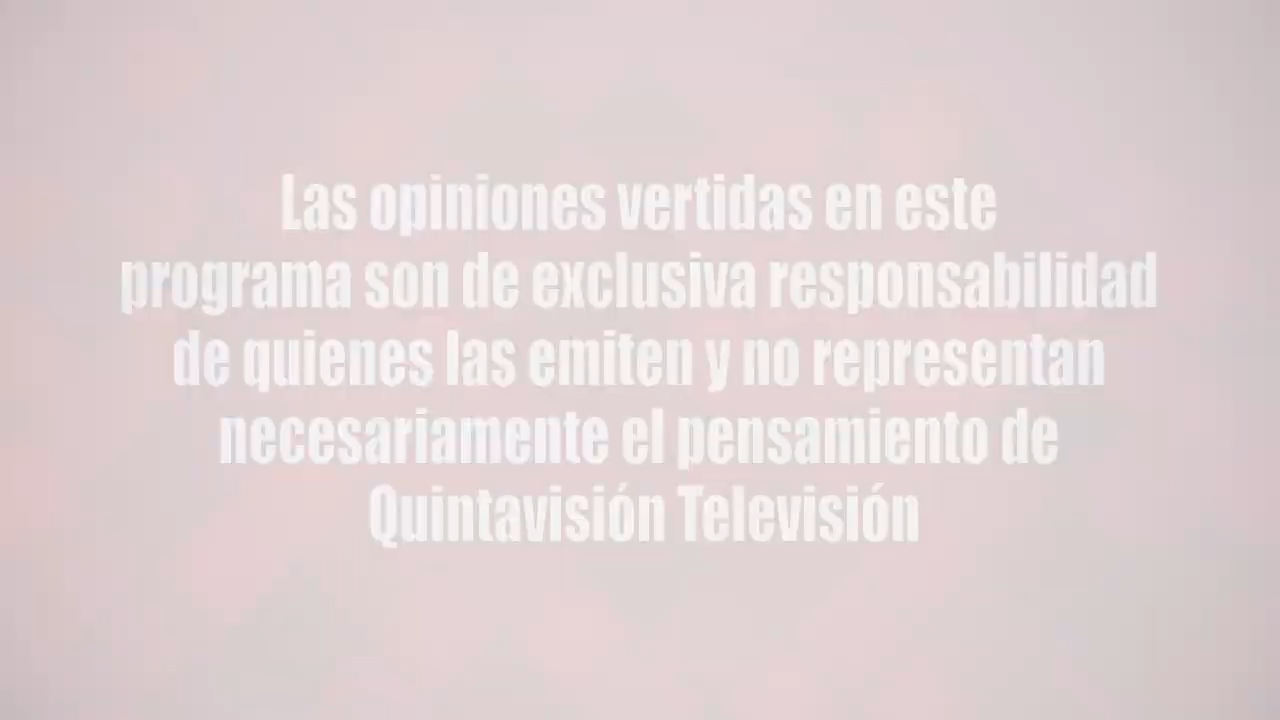 Las opiniones vertidas en este
programa son de exclusiva responsabilidad
de quienes las emiten y no representan
necesariamente el pensamiento de
Quintavisión Televisión